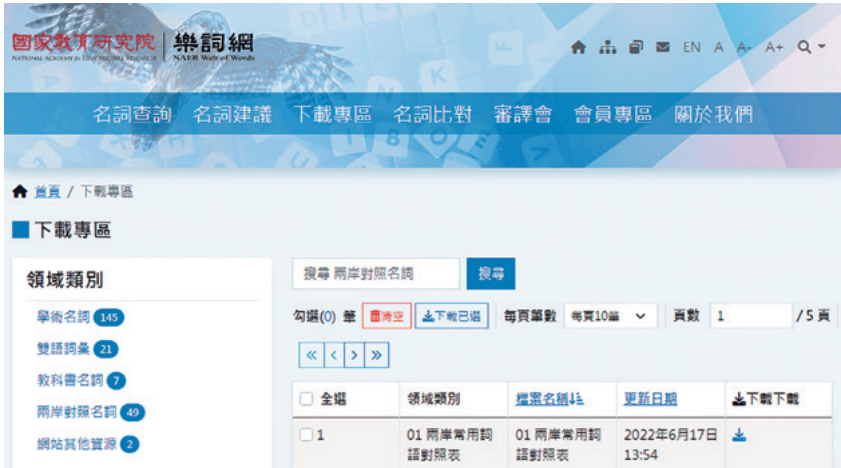 國家教育研究院 樂詞網
NATIONAL ACADEMY for EDUCATIONAL RESEARCH NAER Web of Words
EN A A- A+
名詞查詢 名詞建議 下載專區 名詞比對 審譯會 會員專區 關於我們
首頁 / 下載專區
下載專區
領域類別
學術名詞 145
雙語詞彙 21
教科書名詞 7
兩岸對照名詞 49
網站其他資源 2
搜尋 兩岸對照名詞 搜尋
勾選(0) 筆 清空 下載已選 每頁筆數 每頁10筆 頁數 1 / 5 頁
« < > »
全選 領域類別 檔案名稱 更新日期 下載下載
1 01 兩岸常用詞 01 兩岸常用詞 2022年6月17日
語對照表 語對照表 13:54